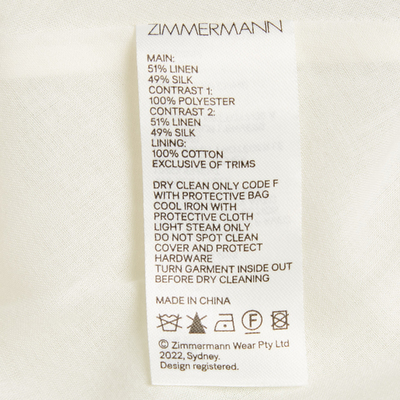 ZIMMERMANN
MAIN:
51% LINEN
49% SILK
CONTRAST 1:
100% POLYESTER
CONTRAST 2:
51% LINEN
49% SILK
LINING:
100% COTTON
EXCLUSIVE OF TRIMS
DRY CLEAN ONLY CODE F
WITH PROTECTIVE BAG
COOL IRON WITH
PROTECTIVE CLOTH
LIGHT STEAM ONLY
DO NOT SPOT CLEAN
COVER AND PROTECT
HARDWARE
TURN GARMENT INSIDE OUT
BEFORE DRY CLEANING
MADE IN CHINA
F
© Zimmermann Wear Pty Ltd
2022, Sydney.
Design registered.